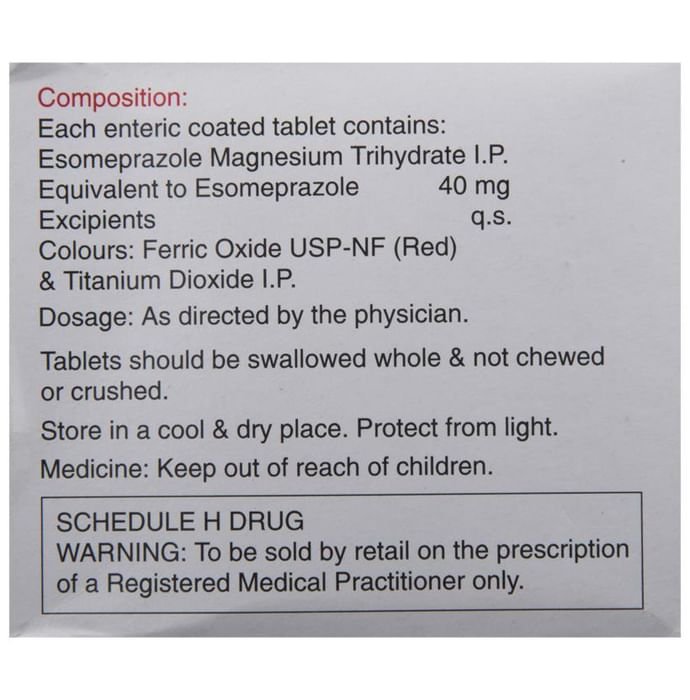 Composition:
Each enteric coated tablet contains:
Esomeprazole Magnesium Trihydrate I.P.
Equivalent to Esomeprazole 40 mg
Excipients q.s.
Colours: Ferric Oxide USP-NF (Red)
& Titanium Dioxide I.P.
Dosage: As directed by the physician.
Tablets should be swallowed whole & not chewed
or crushed.
Store in a cool & dry place. Protect from light.
Medicine: Keep out of reach of children.
SCHEDULE H DRUG
WARNING: To be sold by retail on the prescription
of a Registered Medical Practitioner only.